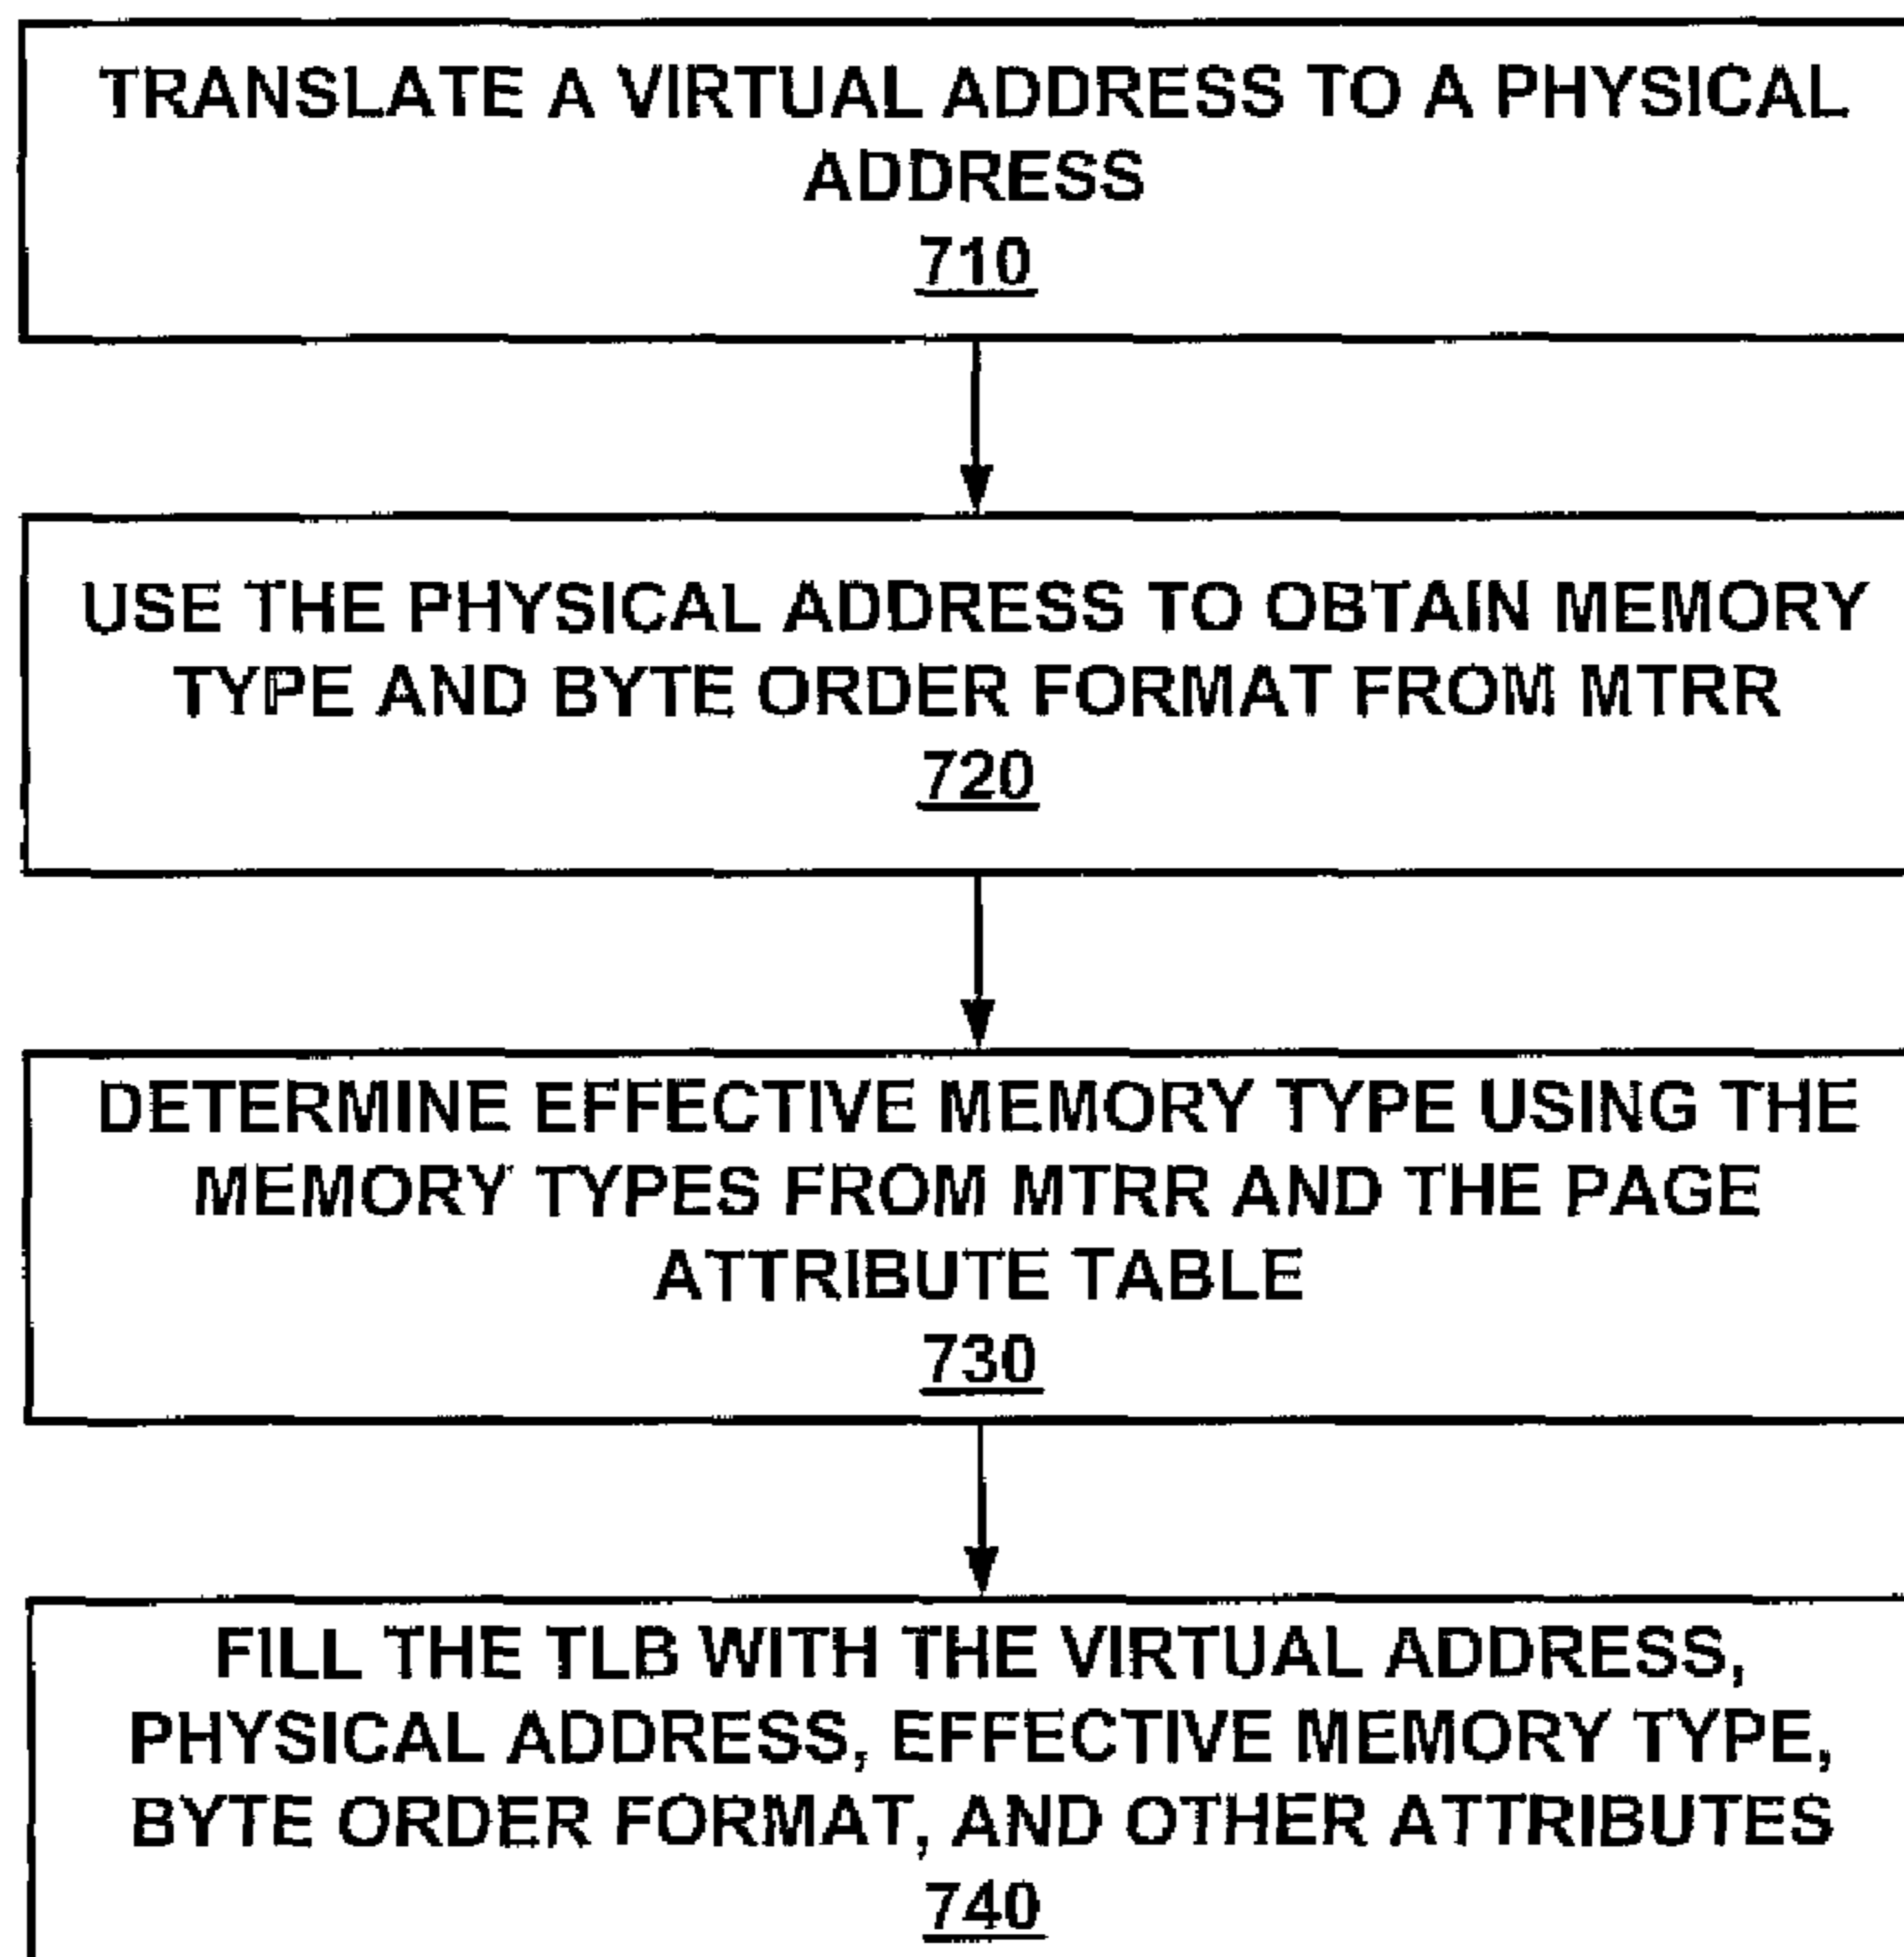 TRANSLATE A VIRTUAL ADDRESS TO A PHYSICAL
ADDRESS
710
USE THE PHYSICAL ADDRESS TO OBTAIN MEMORY
TYPE AND BYTE ORDER FORMAT FROM MTRR
720
DETERMINE EFFECTIVE MEMORY TYPE USING THE
MEMORY TYPES FROM MTRR AND THE PAGE
ATTRIBUTE TABLE
730
FILL THE TLB WITH THE VIRTUAL ADDRESS,
PHYSICAL ADDRESS, EFFECTIVE MEMORY TYPE,
BYTE ORDER FORMAT, AND OTHER ATTRIBUTES
740